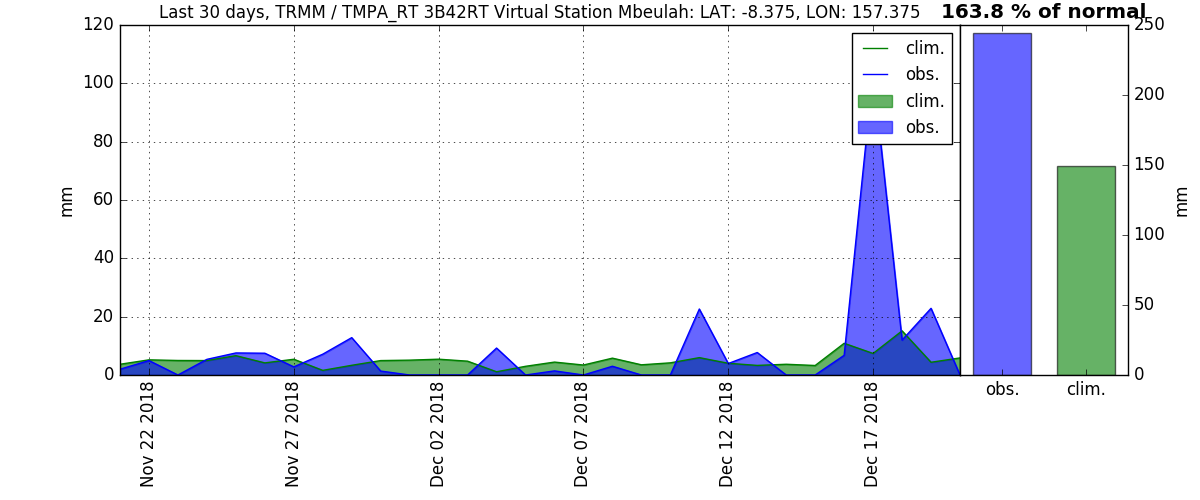 Last 30 days, TRMM / TMPA_RT 3B42RT Virtual Station Mbeulah: LAT: -8.375, LON: 157.375
163.8 % of normal
120
100
80
60
40
20
0
mm
clim.
obs.
clim.
obs.
Nov 22 2018
Nov 27 2018
Dec 02 2018
Dec 07 2018
Dec 12 2018
Dec 17 2018
250
200
150
100
50
0
mm
obs.
clim.